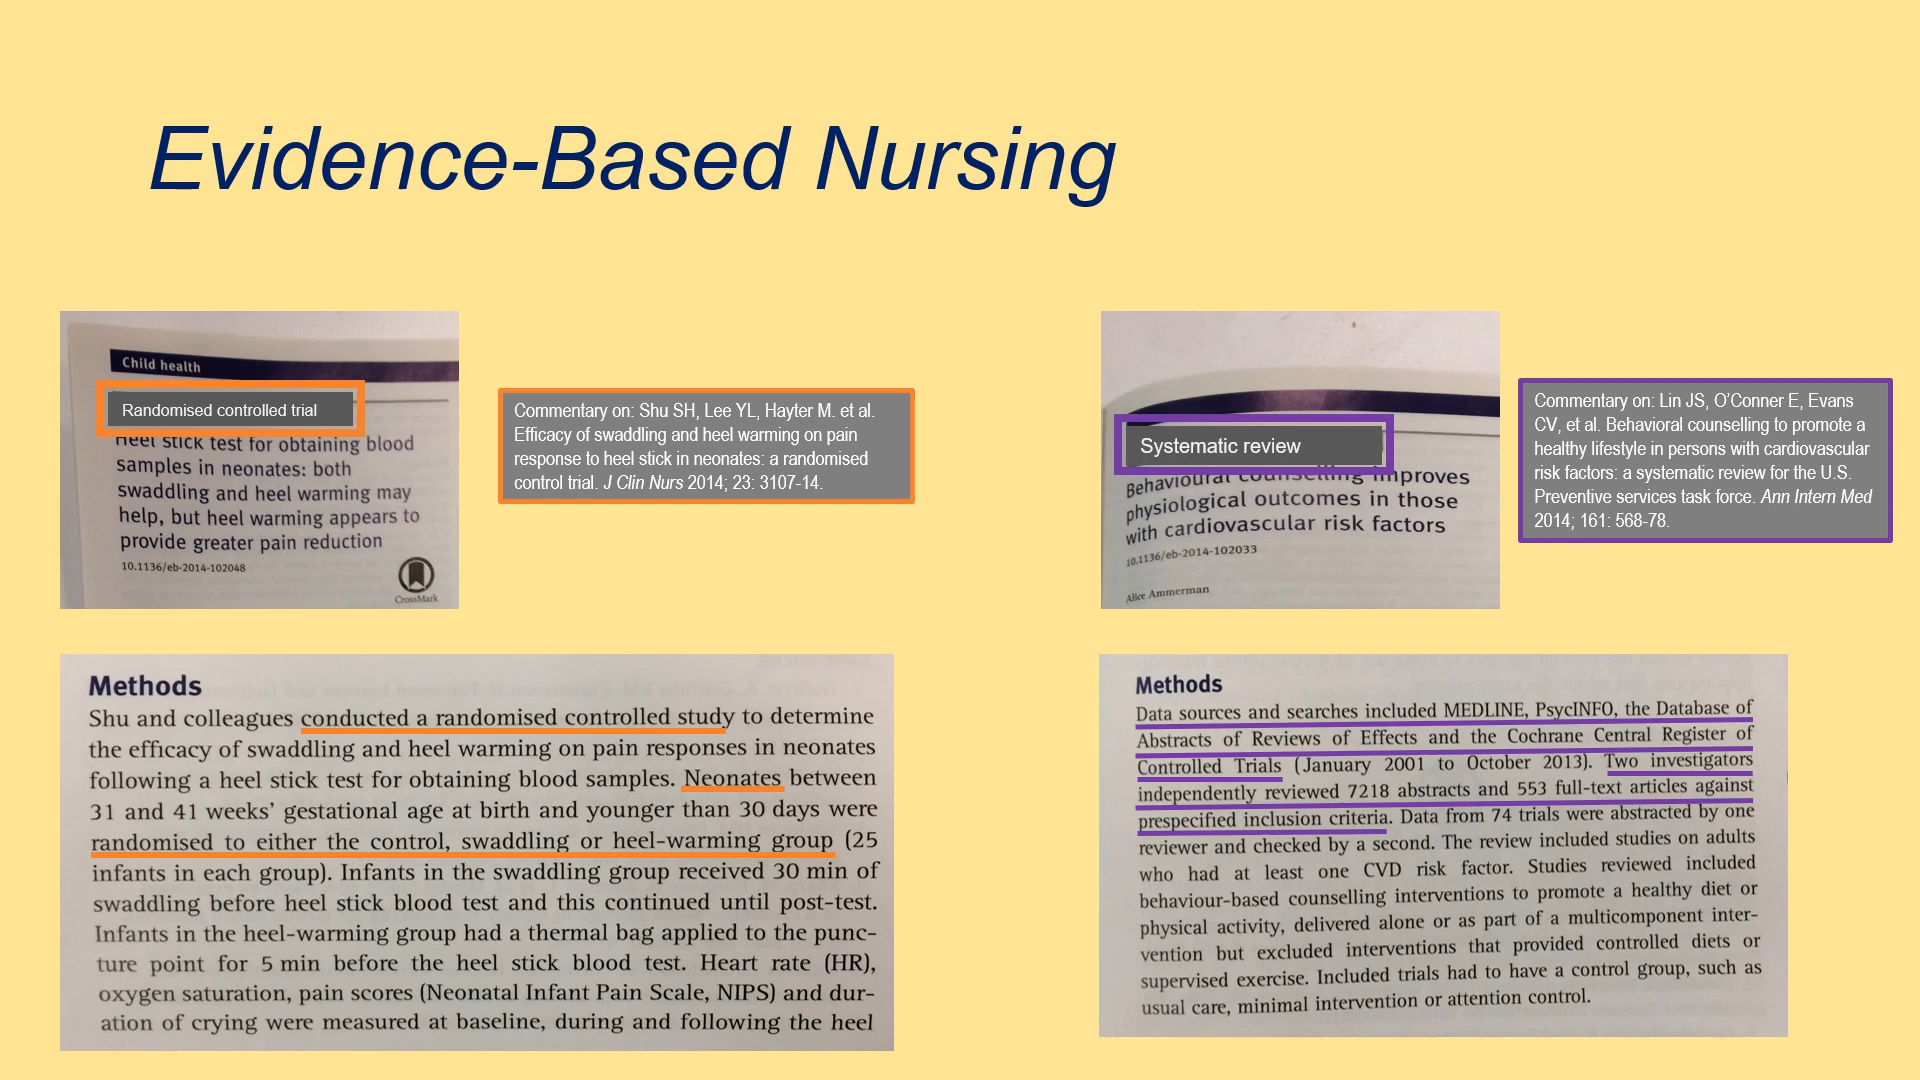 Evidence-Based Nursing
Child health
Randomised controlled trial
Heel stick test for obtaining blood
samples in neonates: both
swaddling and heel warming may
help, but heel warming appears to
provide greater pain reduction
10.1136/eb-2014-102048
CrossMark
Commentary on: Shu SH, Lee YL, Hayter M. et al.
Efficacy of swaddling and heel warming on pain
response to heel stick in neonates: a randomised
control trial. J Clin Nurs 2014; 23: 3107-14.
Methods
Shu and colleagues conducted a randomised controlled study to determine
the efficacy of swaddling and heel warming on pain responses in neonates
following a heel stick test for obtaining blood samples. Neonates between
31 and 41 weeks' gestational age at birth and younger than 30 days were
randomised to either the control, swaddling or heel-warming group (25
infants in each group). Infants in the swaddling group received 30 min of
swaddling before heel stick blood test and this continued until post-test.
Infants in the heel-warming group had a thermal bag applied to the punc-
ture point for 5 min before the heel stick blood test. Heart rate (HR),
oxygen saturation, pain scores (Neonatal Infant Pain Scale, NIPS) and dur-
ation of crying were measured at baseline, during and following the heel
Systematic review
Behavioural counselling improves
physiological outcomes in those
with cardiovascular risk factors
10.1136/eb-2014-102033
Alice Ammerman
Commentary on: Lin JS, O'Conner E, Evans
CV, et al. Behavioral counselling to promote a
healthy lifestyle in persons with cardiovascular
risk factors: a systematic review for the U.S.
Preventive services task force. Ann Intern Med
2014; 161: 568-78.
Methods
Data sources and searches included MEDLINE, PsycINFO, the Database of
Abstracts of Reviews of Effects and the Cochrane Central Register of
Controlled Trials (January 2001 to October 2013). Two investigators
independently reviewed 7218 abstracts and 553 full-text articles against
prespecified inclusion criteria. Data from 74 trials were abstracted by one
reviewer and checked by a second. The review included studies on adults
who had at least one CVD risk factor. Studies reviewed included
behaviour-based counselling interventions to promote a healthy diet or
physical activity, delivered alone or as part of a multicomponent inter-
vention but excluded interventions that provided controlled diets or
supervised exercise. Included trials had to have a control group, such as
usual care, minimal intervention or attention control.